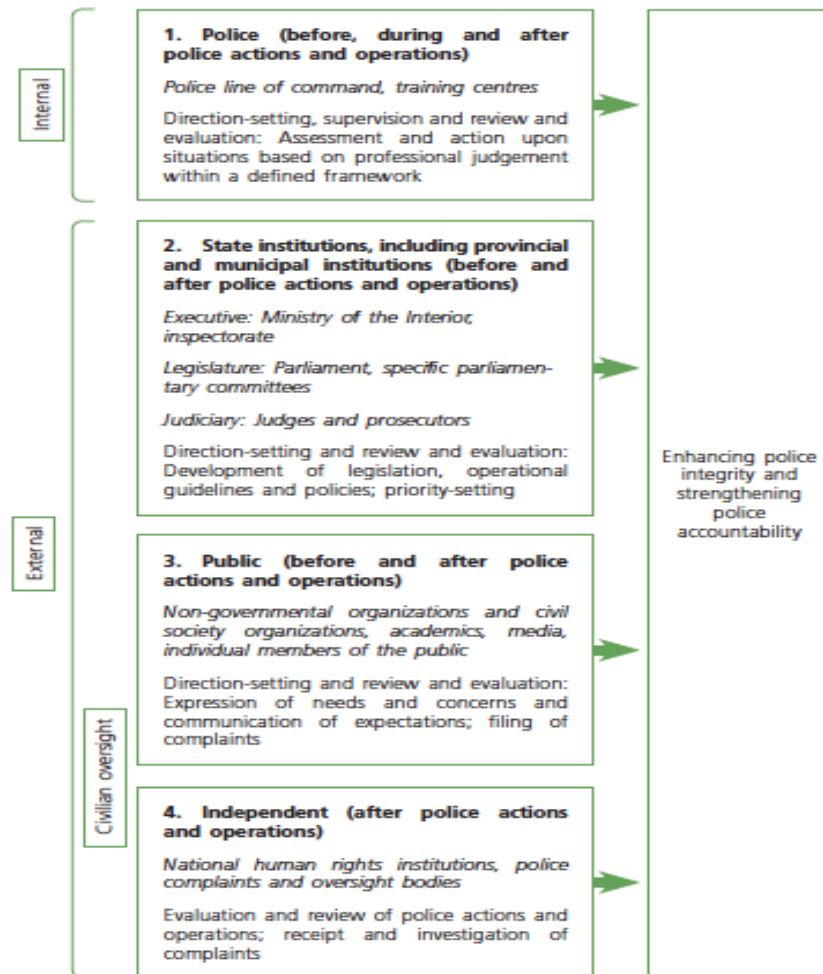 Internal
1. Police (before, during and after
police actions and operations)
Police line of command, training centres
Direction-setting, supervision and review and
evaluation: Assessment and action upon
situations based on professional judgement
within a defined framework
External
2. State institutions, including provincial
and municipal institutions (before and
after police actions and operations)
Executive: Ministry of the Interior,
inspectorate
Legislature: Parliament, specific parliamen-
tary committees
Judiciary: Judges and prosecutors
Direction-setting and review and evaluation:
Development of legislation, operational
guidelines and policies; priority-setting
Civilian oversight
3. Public (before and after police
actions and operations)
Non-governmental organizations and civil
society organizations, academics, media,
individual members of the public
Direction-setting and review and evaluation:
Expression of needs and concerns and
communication of expectations; filing of
complaints
4. Independent (after police actions
and operations)
National human rights institutions, police
complaints and oversight bodies
Evaluation and review of police actions and
operations; receipt and investigation of
complaints
Enhancing police
integrity and
strengthening
police
accountability